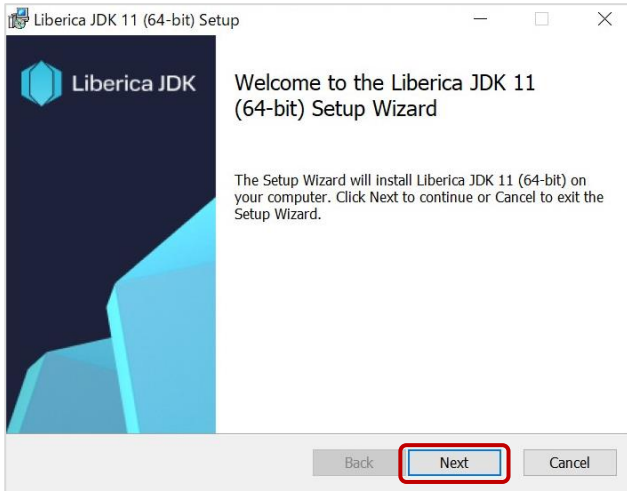 Liberica JDK 11 (64-bit) Setup
Liberica JDK
Welcome to the Liberica JDK 11
(64-bit) Setup Wizard
The Setup Wizard will install Liberica JDK 11 (64-bit) on
your computer. Click Next to continue or Cancel to exit the
Setup Wizard.
Back Next Cancel